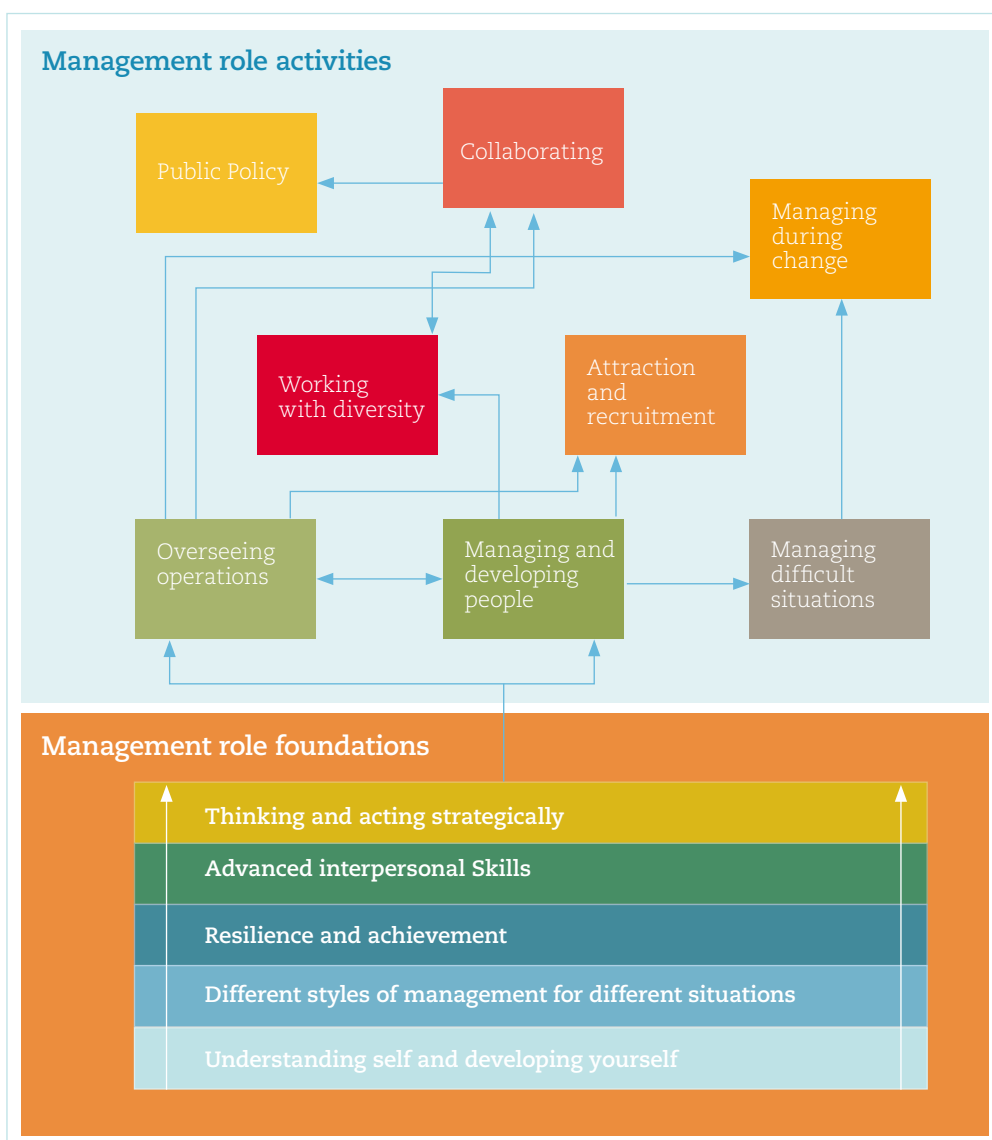 Management role activities
Public Policy
Collaborating
Managing
during
change
Working
with diversity
Attraction
and
recruitment
Overseeing
operations
Managing and
developing
people
Managing
difficult
situations
Management role foundations
Thinking and acting strategically
Advanced interpersonal Skills
Resilience and achievement
Different styles of management for different situations
Understanding self and developing yourself